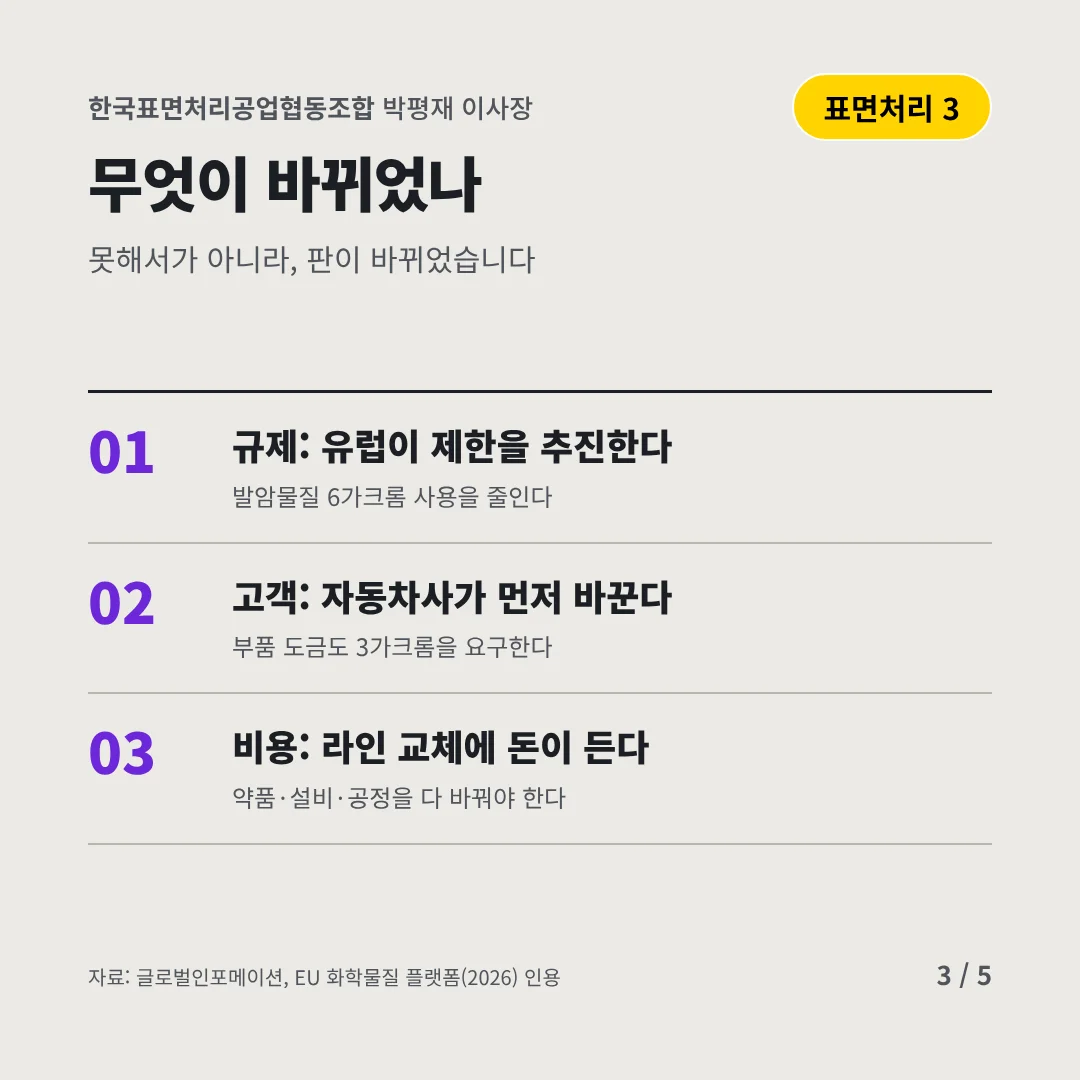 한국표면처리공업협동조합 박평재 이사장
표면처리 3
무엇이 바뀌었나
못해서가 아니라, 판이 바뀌었습니다
01
규제: 유럽이 제한을 추진한다
발암물질 6가크롬 사용을 줄인다
02
고객: 자동차사가 먼저 바꾼다
부품 도금도 3가크롬을 요구한다
03
비용: 라인 교체에 돈이 든다
약품·설비·공정을 다 바꿔야 한다
자료: 글로벌인포메이션, EU 화학물질 플랫폼(2026) 인용
3 / 5